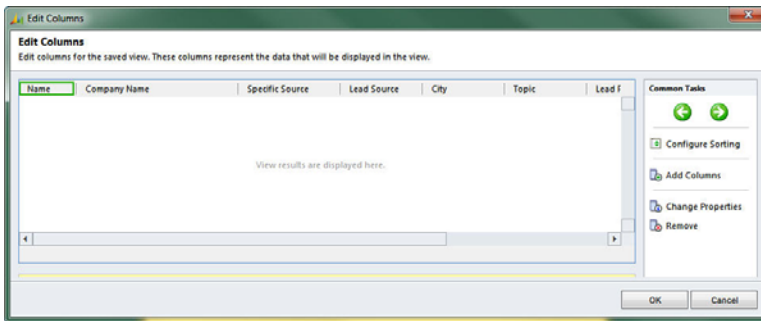 Edit Columns
Edit Columns
Edit columns for the saved view. These columns represent the data that will be displayed in the view.
Name Company Name Specific Source Lead Source City Topic Lead
View results are displayed here.
Common Tasks
Configure Sorting
Add Columns
Change Properties
Remove
OK Cancel